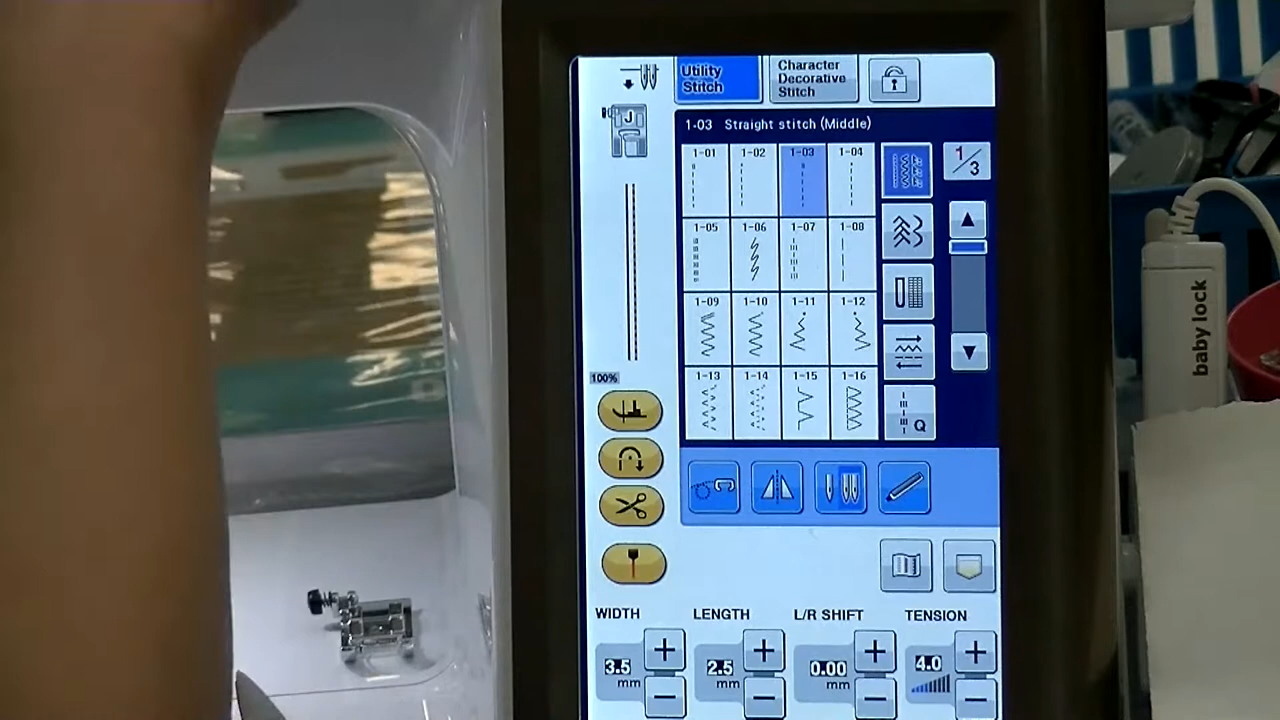 Utility
Stitch
Character
Decorative
Stitch
J
1-03 Straight stitch (Middle)
1-01 1-02 1-03 1-04
1/3
1-05 1-06 1-07 1-08
1-09 1-10 1-11 1-12
1-13 1-14 1-15 1-16
100%
Q
WIDTH LENGTH L/R SHIFT TENSION
3.5 mm 2.5 mm 0.00 mm 4.0
baby lock